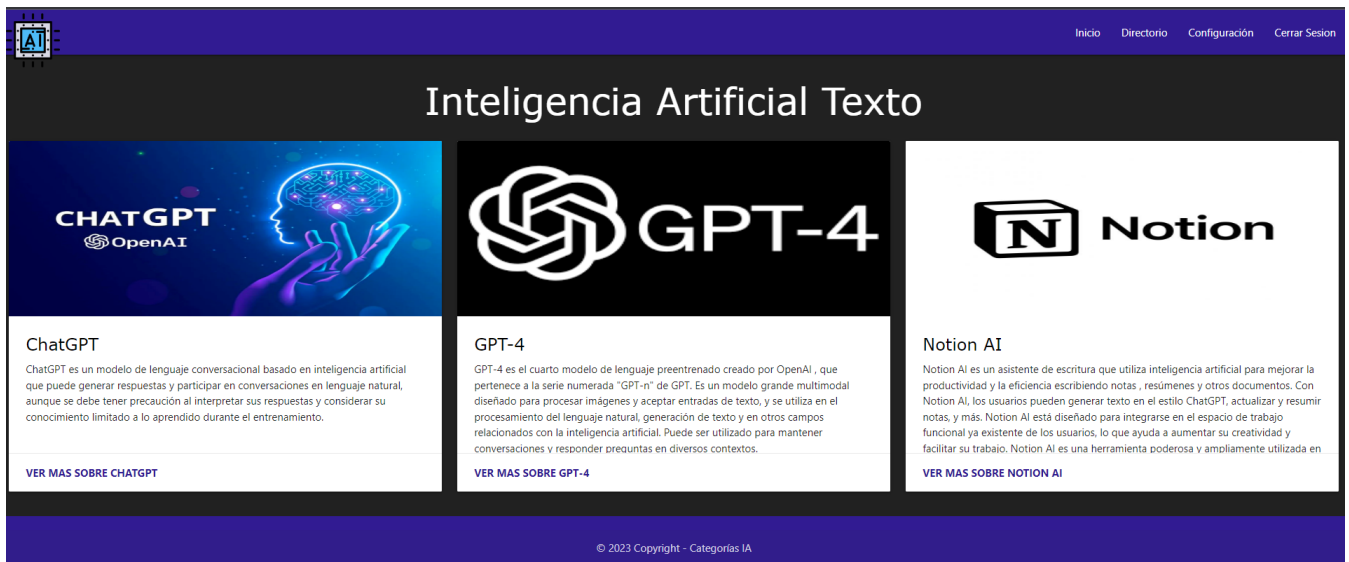 AI
Inicio Directorio Configuración Cerrar Sesion
Inteligencia Artificial Texto
CHATGPT
OpenAI
GPT-4
N Notion
ChatGPT
ChatGPT es un modelo de lenguaje conversacional basado en inteligencia artificial
que puede generar respuestas y participar en conversaciones en lenguaje natural,
aunque se debe tener precaución al interpretar sus respuestas y considerar su
conocimiento limitado a lo aprendido durante el entrenamiento.
VER MAS SOBRE CHATGPT
GPT-4
GPT-4 es el cuarto modelo de lenguaje preentrenado creado por OpenAI , que
pertenece a la serie numerada "GPT-n" de GPT. Es un modelo grande multimodal
diseñado para procesar imágenes y aceptar entradas de texto, y se utiliza en el
procesamiento del lenguaje natural, generación de texto y en otros campos
relacionados con la inteligencia artificial. Puede ser utilizado para mantener
conversaciones y responder preguntas en diversos contextos.
VER MAS SOBRE GPT-4
Notion AI
Notion AI es un asistente de escritura que utiliza inteligencia artificial para mejorar la
productividad y la eficiencia escribiendo notas , resúmenes y otros documentos. Con
Notion AI, los usuarios pueden generar texto en el estilo ChatGPT, actualizar y resumir
notas, y más. Notion AI está diseñado para integrarse en el espacio de trabajo
funcional ya existente de los usuarios, lo que ayuda a aumentar su creatividad y
facilitar su trabajo. Notion AI es una herramienta poderosa y ampliamente utilizada en
VER MAS SOBRE NOTION AI
© 2023 Copyright - Categorías IA